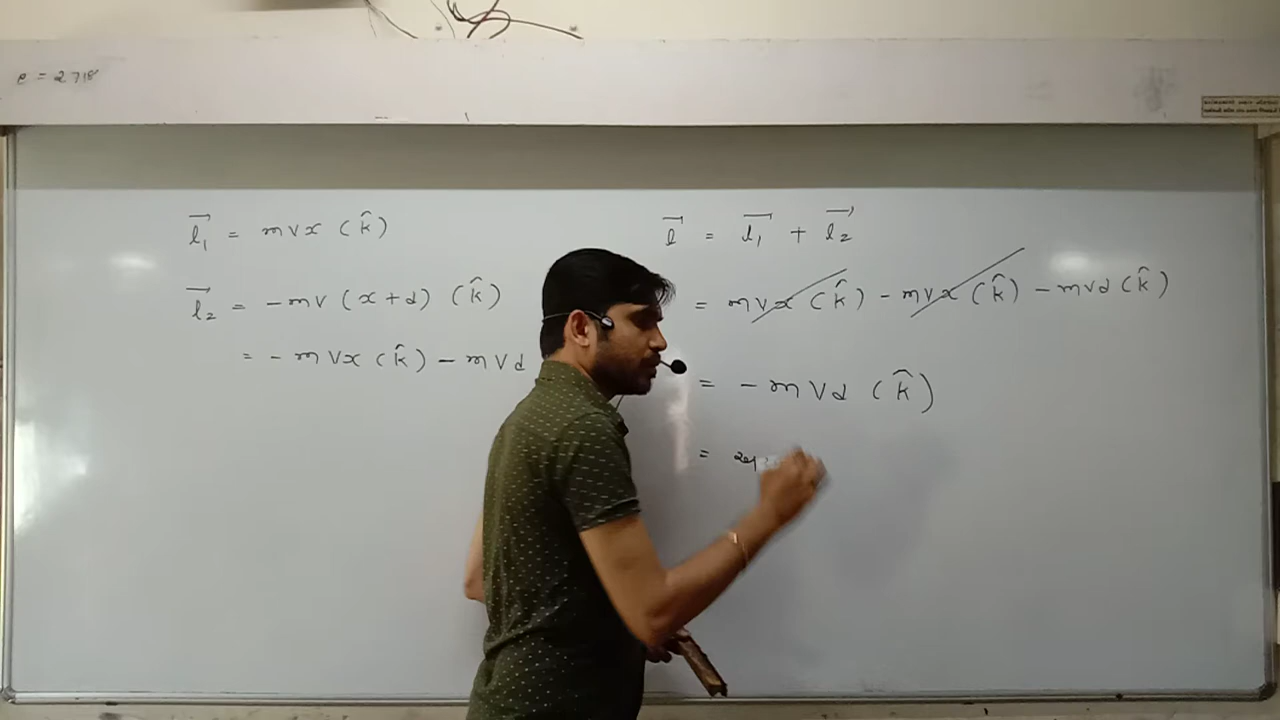 e = 2.718
l₁⃗ = mvx (k̂)
l₂⃗ = -mv (x+d) (k̂)
= - mvx (k̂) - mvd
l⃗ = l₁⃗ + l₂⃗
= mvx (k̂) - mvx (k̂) - mvd (k̂)
= - mvd (k̂)
=